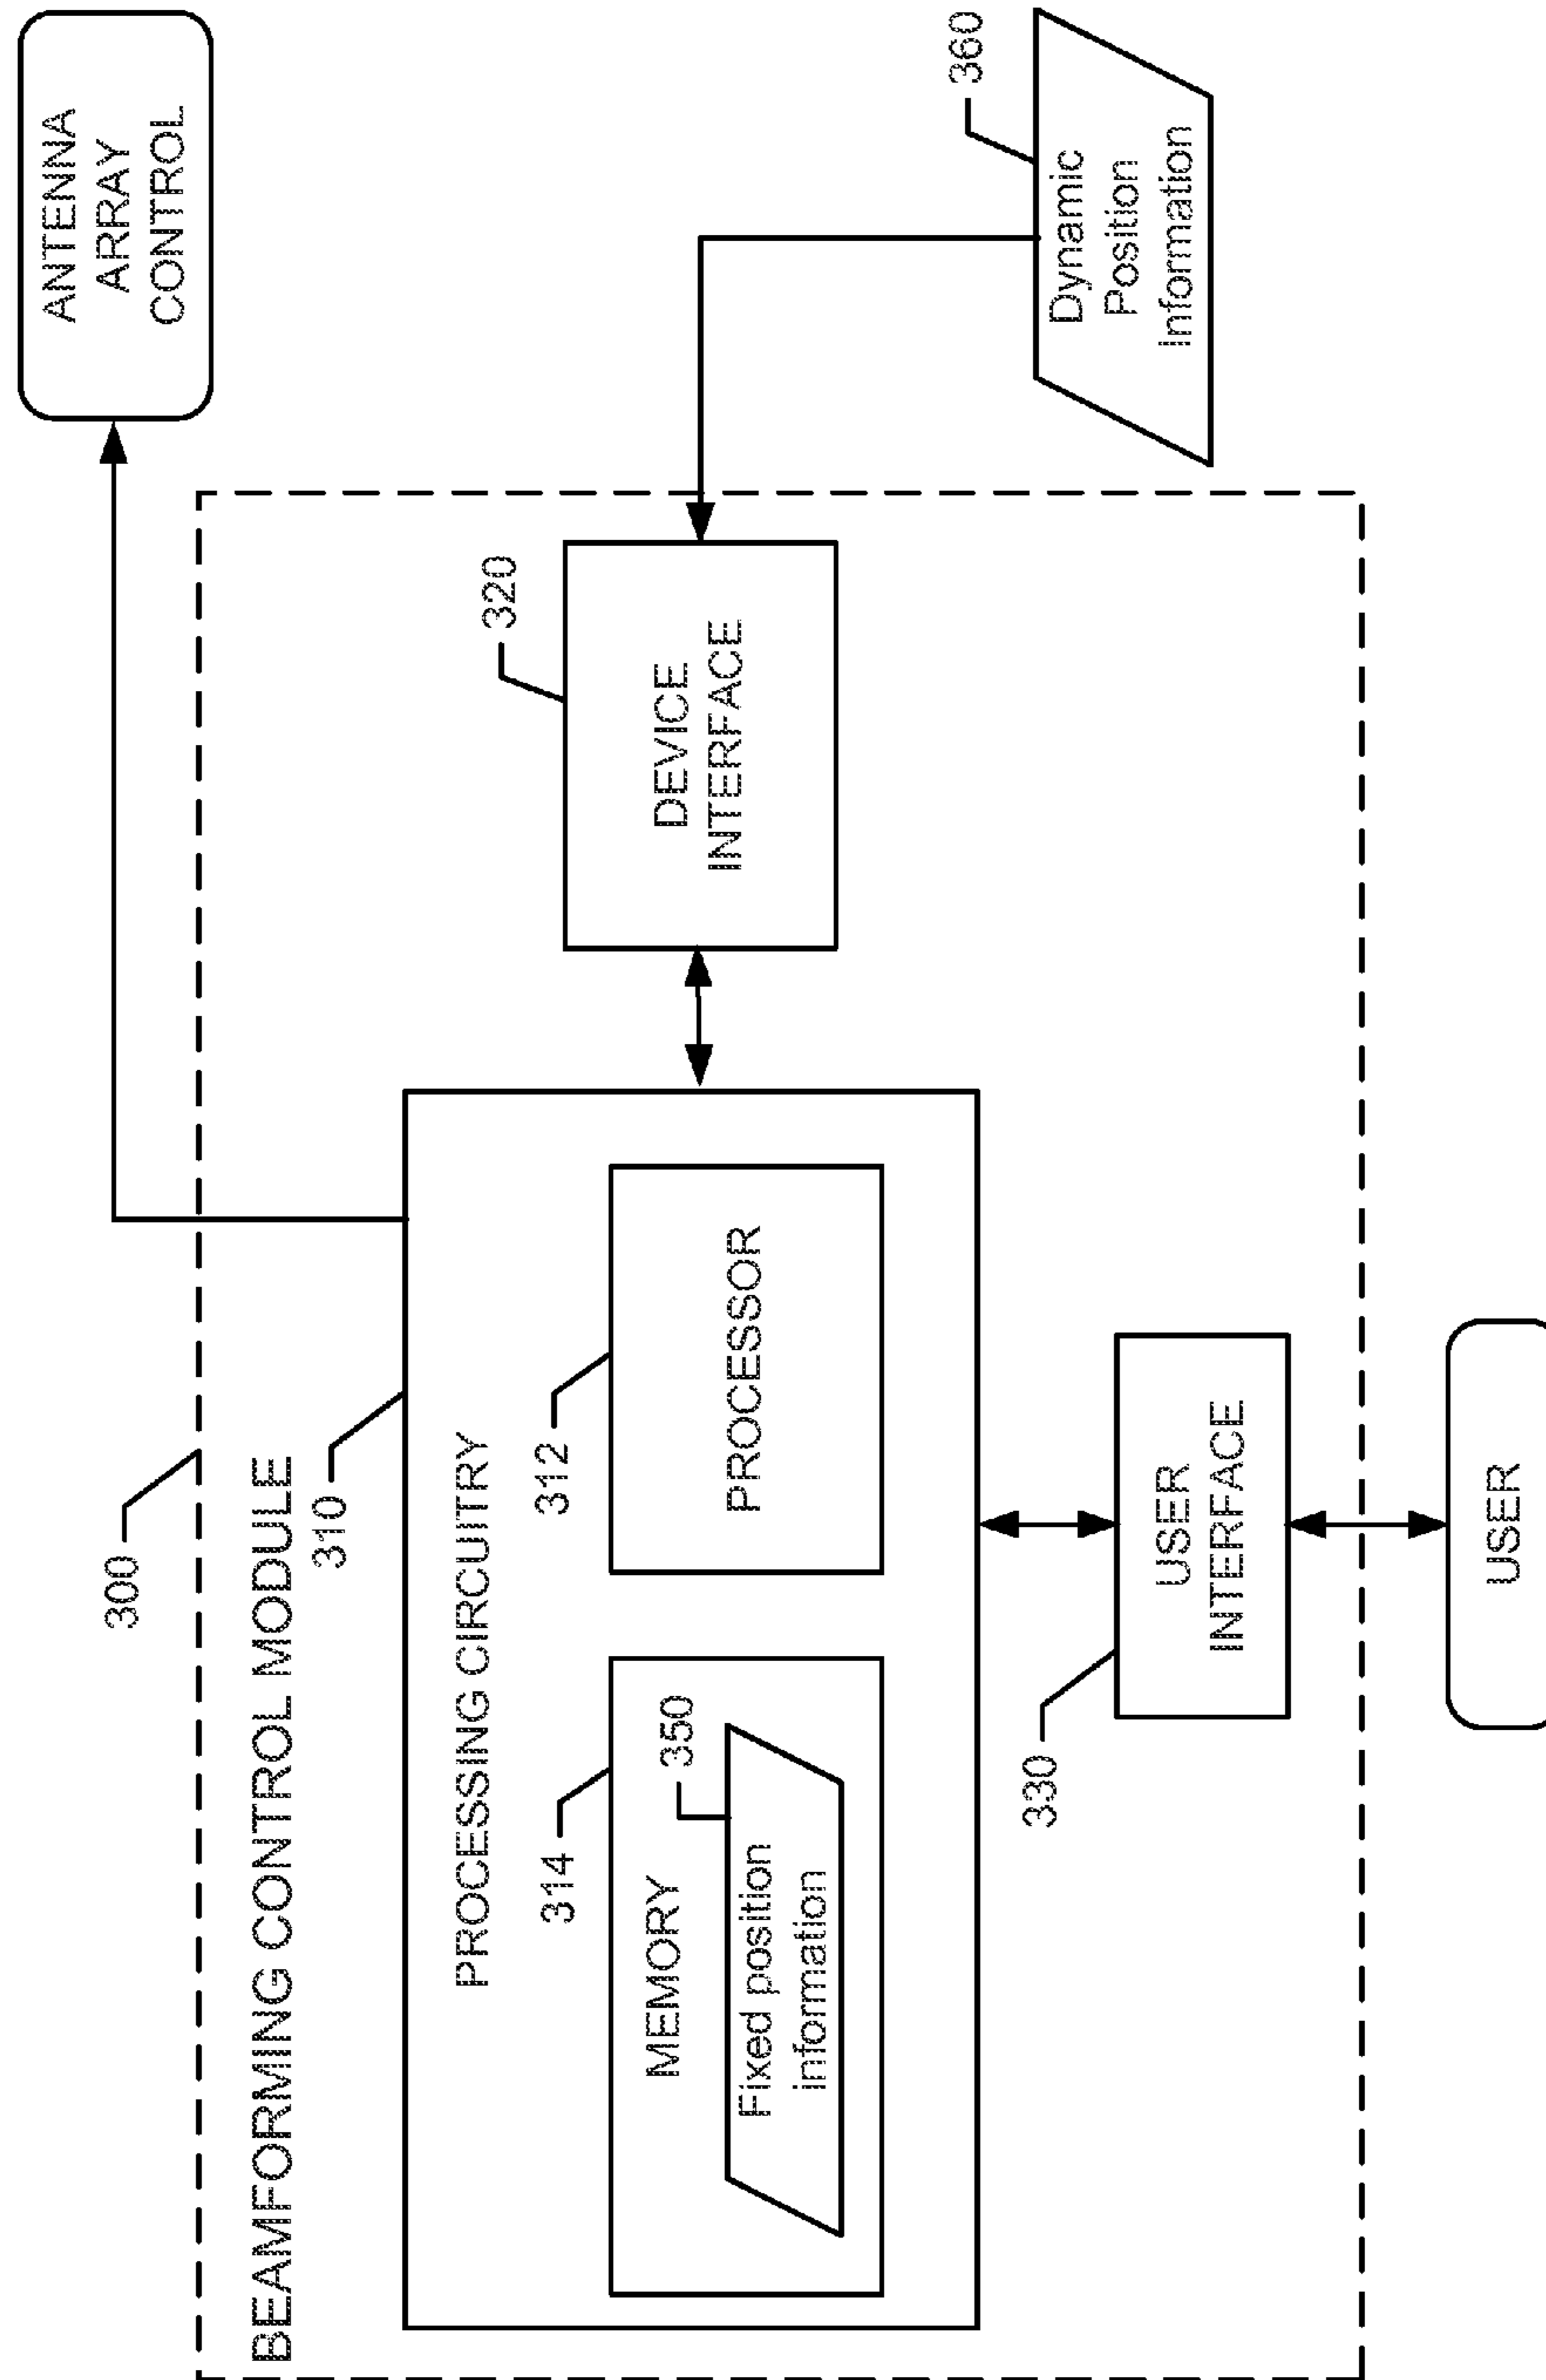 ANTENNA
ARRAY
CONTROL
300
BEAMFORMING CONTROL MODULE
310
PROCESSING CIRCUITRY
314
MEMORY
350
Fixed position
information
312
PROCESSOR
320
DEVICE
INTERFACE
360
Dynamic
Position
information
330
USER
INTERFACE
USER